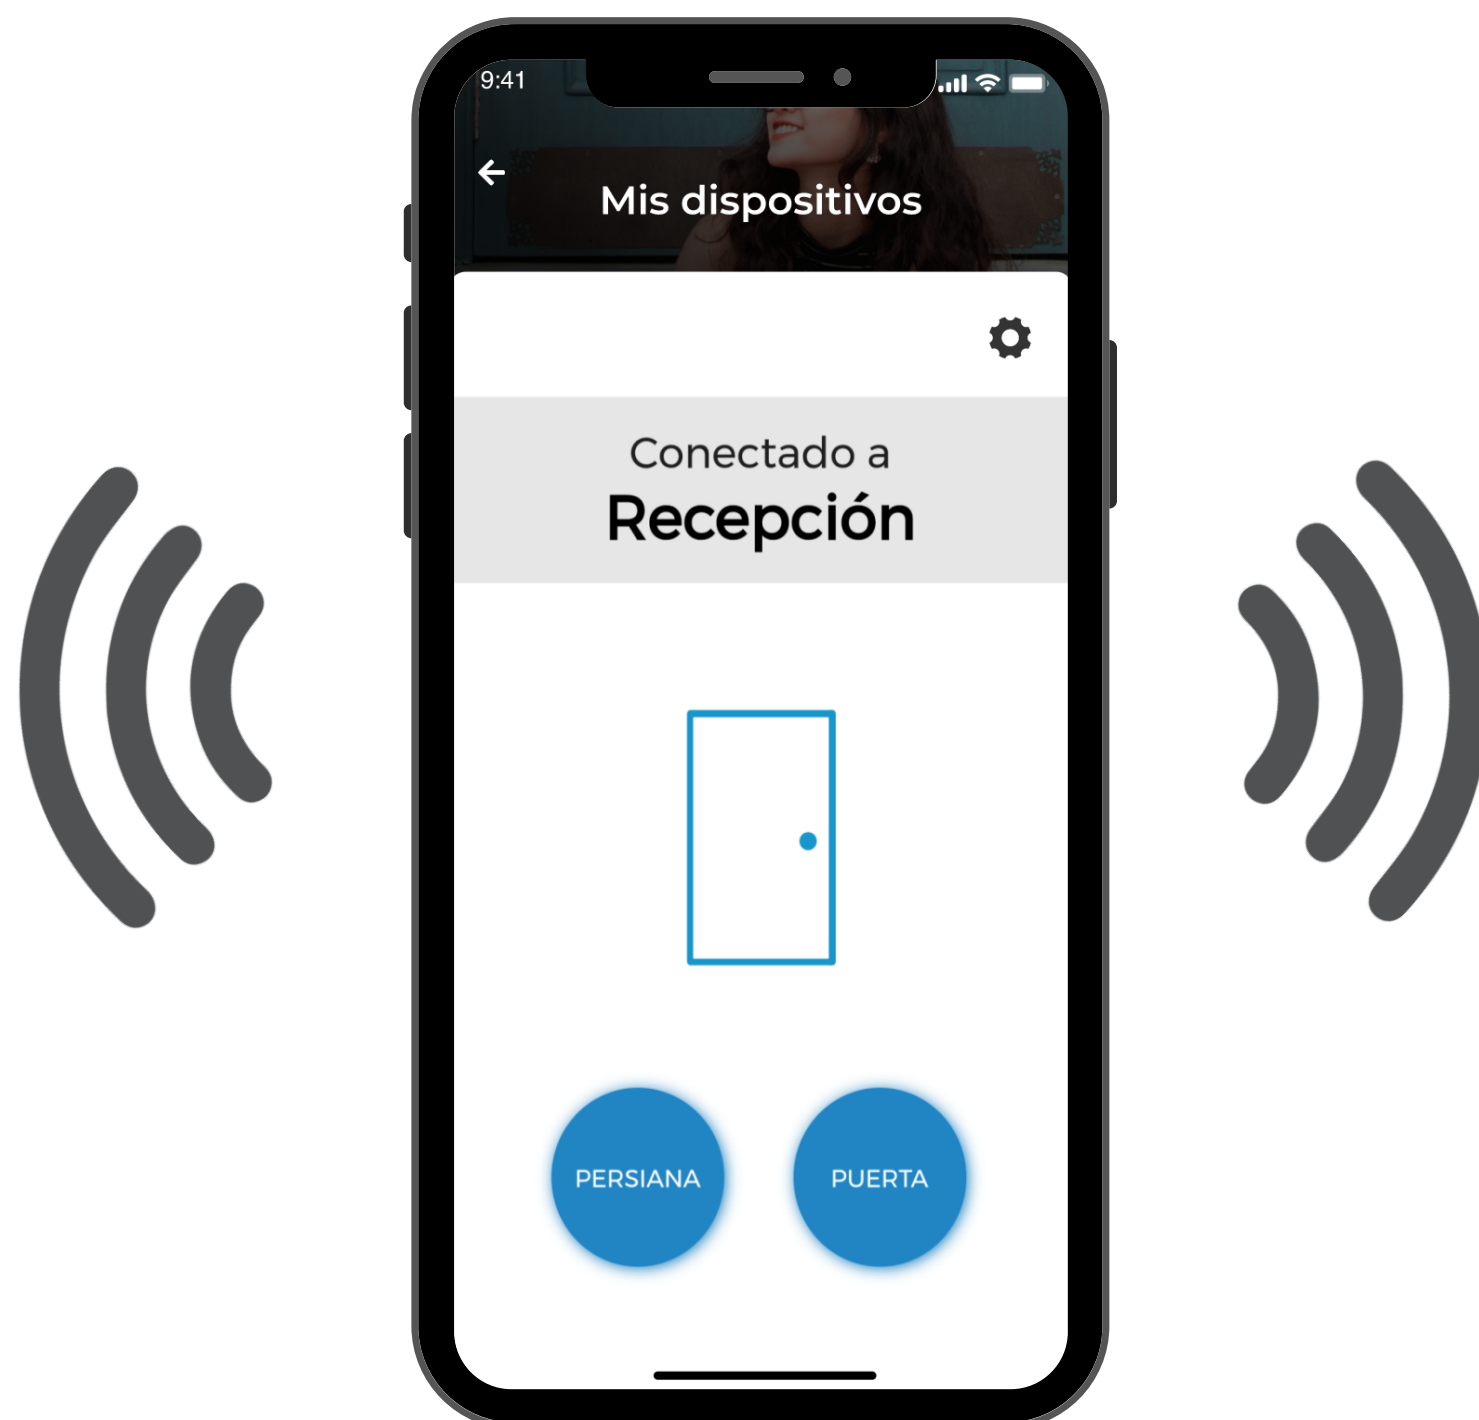 9:41
Mis dispositivos
Conectado a
Recepción
PERSIANA
PUERTA